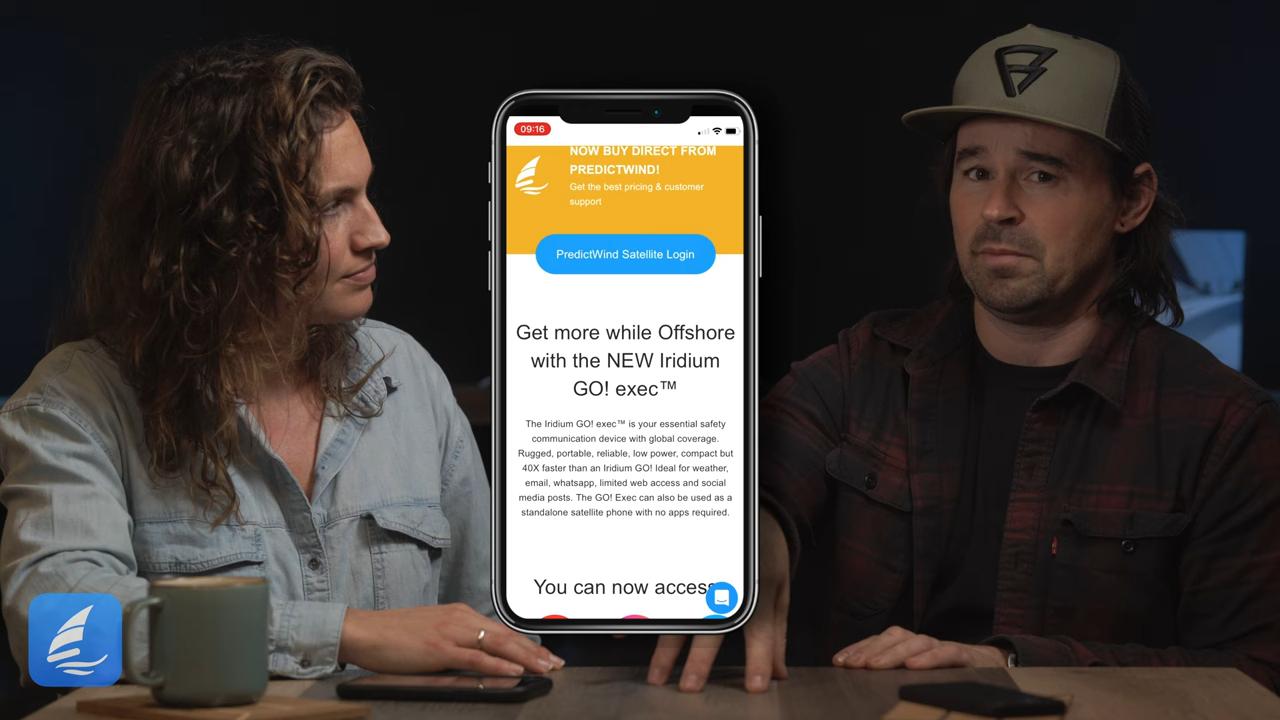 09:16
NOW BUY DIRECT FROM
PREDICTWIND!
Get the best pricing & customer
support
PredictWind Satellite Login
Get more while Offshore
with the NEW Iridium
GO! exec™
The Iridium GO! exec™ is your essential safety
communication device with global coverage.
Rugged, portable, reliable, low power, compact but
40X faster than an Iridium GO! Ideal for weather,
email, whatsapp, limited web access and social
media posts. The GO! Exec can also be used as a
standalone satellite phone with no apps required.
You can now access